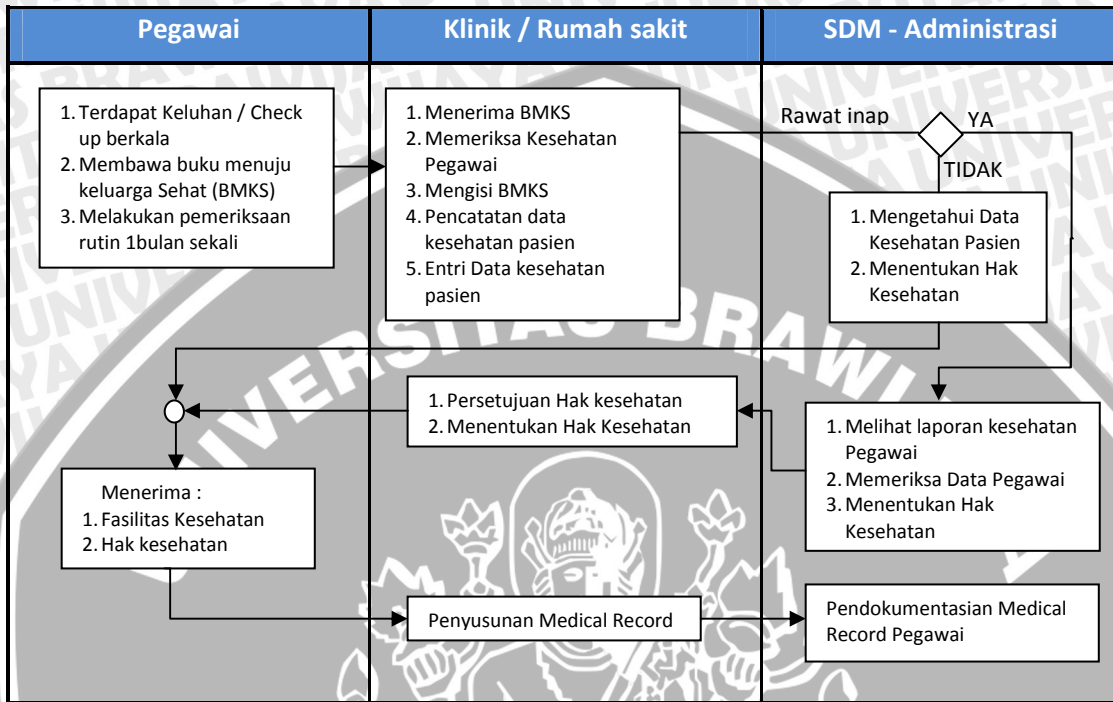 Pegawai
Klinik / Rumah sakit
SDM - Administrasi
1. Terdapat Keluhan / Check
up berkala
2. Membawa buku menuju
keluarga Sehat (BMKS)
3. Melakukan pemeriksaan
rutin 1bulan sekali
1. Menerima BMKS
2. Memeriksa Kesehatan
Pegawai
3. Mengisi BMKS
4. Pencatatan data
kesehatan pasien
5. Entri Data kesehatan
pasien
Rawat inap
YA
TIDAK
1. Mengetahui Data
Kesehatan Pasien
2. Menentukan Hak
Kesehatan
1. Persetujuan Hak kesehatan
2. Menentukan Hak Kesehatan
1. Melihat laporan kesehatan
Pegawai
2. Memeriksa Data Pegawai
3. Menentukan Hak
Kesehatan
Menerima :
1. Fasilitas Kesehatan
2. Hak kesehatan
Penyusunan Medical Record
Pendokumentasian Medical
Record Pegawai